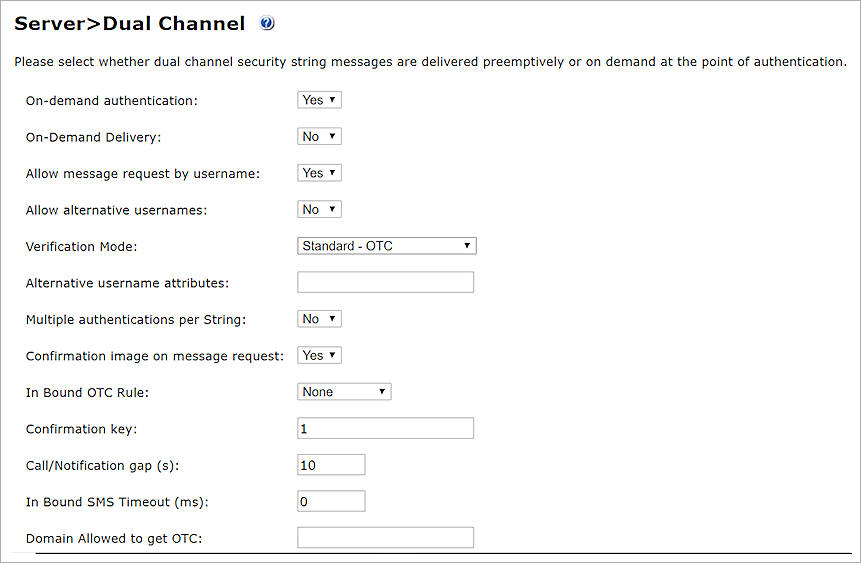 Server>Dual Channel
Please select whether dual channel security string messages are delivered preemptively or on demand at the point of authentication.
On-demand authentication: Yes
On-Demand Delivery: No
Allow message request by username: Yes
Allow alternative usernames: No
Verification Mode: Standard - OTC
Alternative username attributes:
Multiple authentications per String: No
Confirmation image on message request: Yes
In Bound OTC Rule: None
Confirmation key: 1
Call/Notification gap (s): 10
In Bound SMS Timeout (ms): 0
Domain Allowed to get OTC: